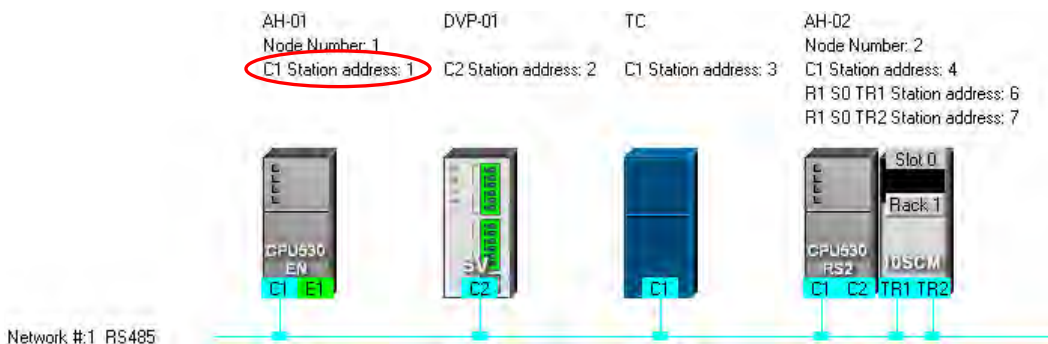 AH-01
Node Number: 1
C1 Station address: 1
DVP-01
C2 Station address: 2
TC
C1 Station address: 3
AH-02
Node Number: 2
C1 Station address: 4
R1 S0 TR1 Station address: 6
R1 S0 TR2 Station address: 7
CPU530
EN
C1 E1
SV
C2
C1
CPU530
RS2
C1 C2
Slot 0
Rack 1
10SCM
TR1 TR2
Network #:1 RS485